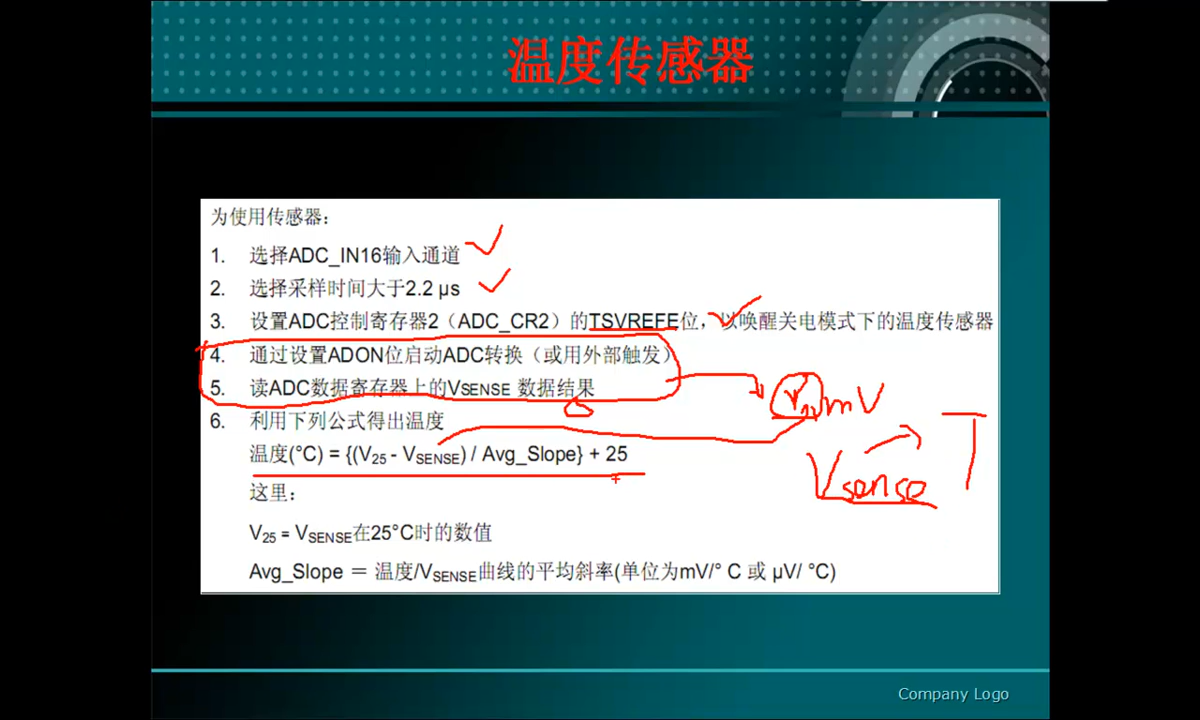 温度传感器
为使用传感器:
1. 选择ADC_IN16输入通道
2. 选择采样时间大于2.2 μs
3. 设置ADC控制寄存器2（ADC_CR2）的TSVREFE位，以唤醒关电模式下的温度传感器
4. 通过设置ADON位启动ADC转换（或用外部触发）
5. 读ADC数据寄存器上的VSENSE 数据结果
mV
6. 利用下列公式得出温度
T
温度(°C) = {(V25 - VSENSE) / Avg_Slope} + 25
Vsense
这里:
V25 = VSENSE在25°C时的数值
Avg_Slope ＝ 温度/VSENSE曲线的平均斜率(单位为mV/° C 或 μV/ °C)
Company Logo